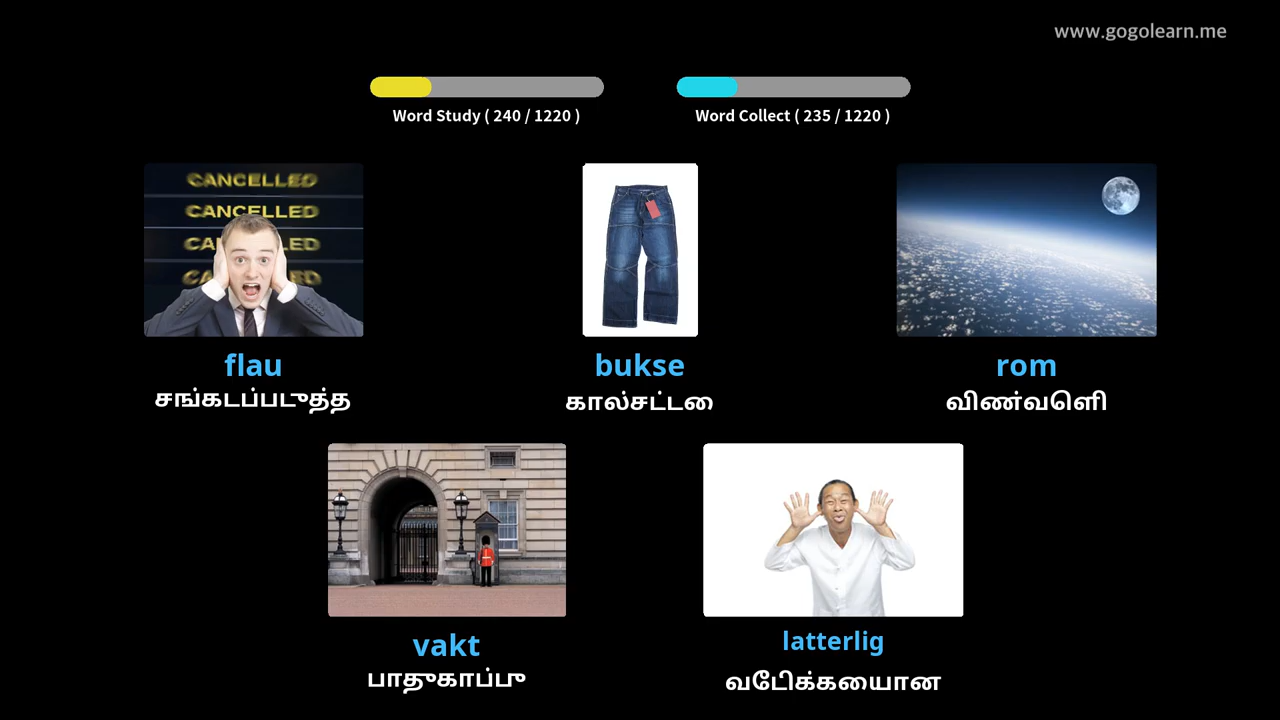 www.gogolearn.me
Word Study ( 240 / 1220 )
Word Collect ( 235 / 1220 )
CANCELLED
CANCELLED
flau
சங்கடப்படுத்த
bukse
கால்சட்டை
rom
விண்வெளி
vakt
பாதுகாப்பு
latterlig
வேடிக்கையான